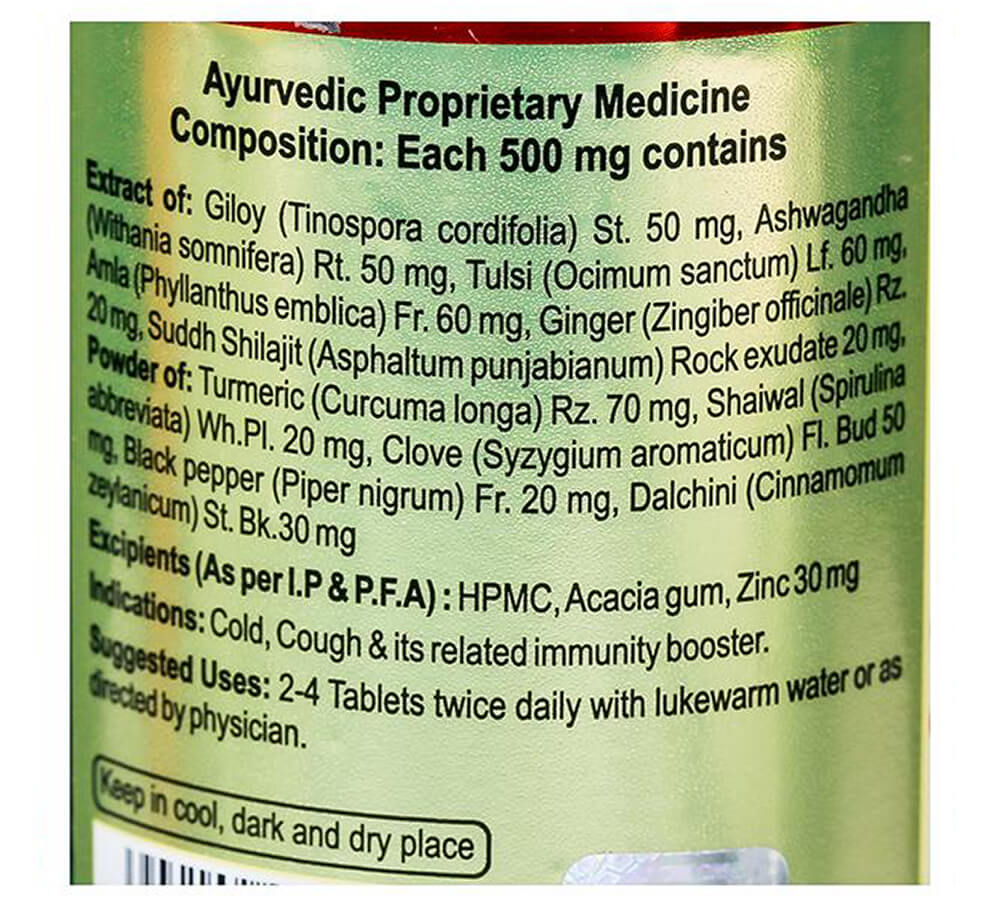 Ayurvedic Proprietary Medicine
Composition: Each 500 mg contains
Extract of: Giloy (Tinospora cordifolia) St. 50 mg, Ashwagandha
(Withania somnifera) Rt. 50 mg, Tulsi (Ocimum sanctum) Lf. 60 mg,
Amla (Phyllanthus emblica) Fr. 60 mg, Ginger (Zingiber officinale) Rz.
20 mg, Suddh Shilajit (Asphaltum punjabianum) Rock exudate 20 mg,
Powder of: Turmeric (Curcuma longa) Rz. 70 mg, Shaiwal (Spirulina
abbreviata) Wh.Pl. 20 mg, Clove (Syzygium aromaticum) Fl. Bud 50
mg, Black pepper (Piper nigrum) Fr. 20 mg, Dalchini (Cinnamomum
zeylanicum) St. Bk.30 mg
Excipients (As per I.P & P.F.A) : HPMC, Acacia gum, Zinc 30 mg
Indications: Cold, Cough & its related immunity booster.
Suggested Uses: 2-4 Tablets twice daily with lukewarm water or as
directed by physician.
Keep in cool, dark and dry place